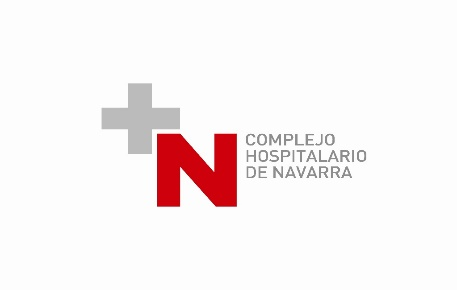 N
COMPLEJO
HOSPITALARIO
DE NAVARRA